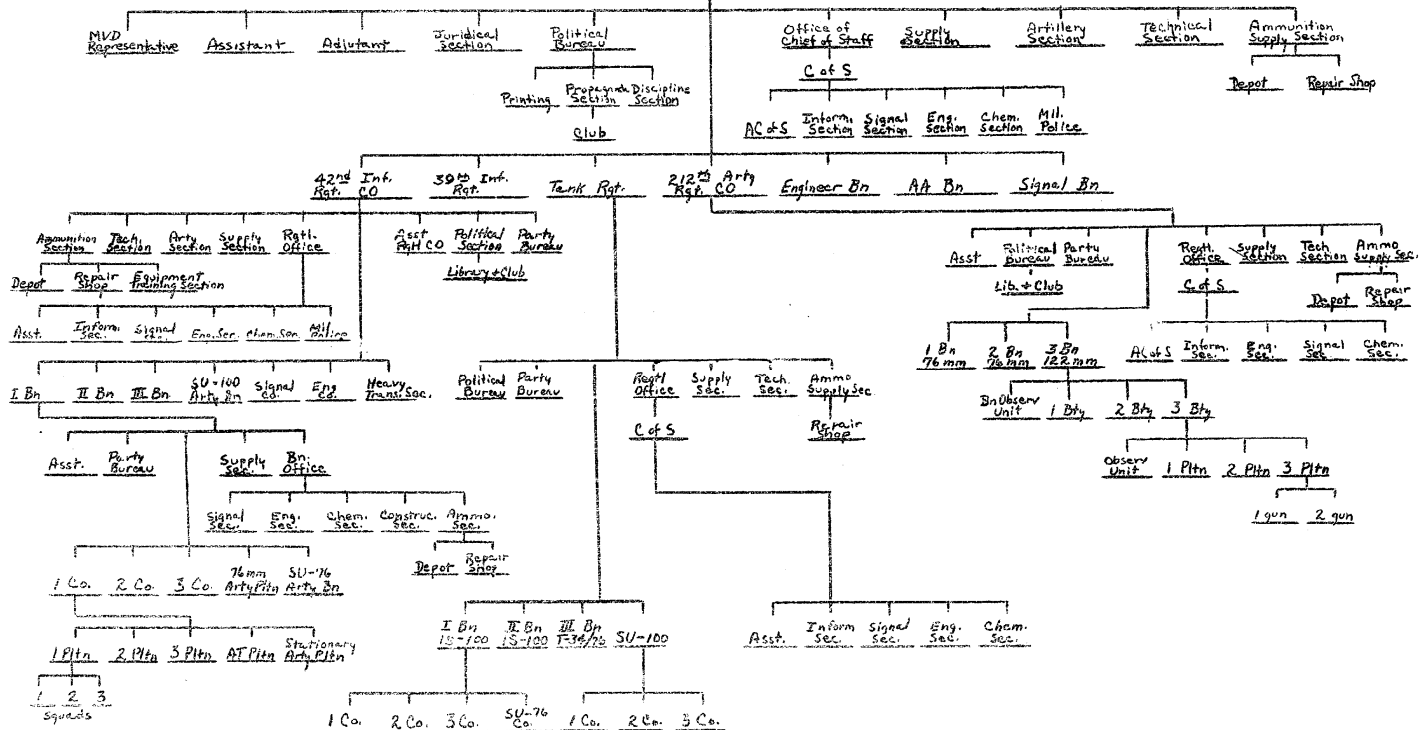 MVD
Representative
Assistant
Adjutant
Juridical
Section
Political
Bureau
Office of
Chief of Staff
Supply
Section
Artillery
Section
Technical
Section
Ammunition
Supply Section
C of S
Depot
Repair Shop
Printing
Propaganda
Section
Discipline
Section
Club
AC of S
Inform.
Section
Signal
Section
Eng.
Section
Chem.
Section
Mil.
Police
42nd Inf.
Rgt. CO
39th Inf.
Rgt.
Tank Rgt.
212th Arty
Rgt. CO
Engineer Bn
AA Bn
Signal Bn
Ammunition
Section
Tech.
Section
Arty
Section
Supply
Section
Rgtl.
Office
Asst
Rgtl CO
Political
Section
Party
Bureau
Library & Club
Depot
Repair
Shop
Equipment
Training Section
Asst.
Inform.
Sec.
Signal
Sec.
Eng. Sec.
Chem. Sec.
Mil.
Police
Asst
Political
Bureau
Party
Bureau
Lib. & Club
Regtl
Office
Supply
Section
Tech
Section
Ammo
Supply Sec.
C of S
Depot
Repair
Shop
AC of S
Inform.
Sec.
Eng.
Sec.
Signal
Sec.
Chem.
Sec.
1 Bn
76 mm
2 Bn
76 mm
3 Bn
122 mm
Bn Observ
Unit
1 Bty
2 Bty
3 Bty
Observ
Unit
1 Pltn
2 Pltn
3 Pltn
1 gun
2 gun
I Bn
II Bn
III Bn
SU-100
Arty Bn
Signal
Co.
Eng
Co.
Heavy
Trans. Sec.
Political
Bureau
Party
Bureau
Regtl
Office
Supply
Sec.
Tech.
Sec.
Ammo
Supply Sec
C of S
Repair
Shop
Asst.
Party
Bureau
Supply
Sec.
Bn.
Office
Signal
Sec.
Eng.
Sec.
Chem.
Sec.
Construc.
Sec.
Ammo.
Sec.
Depot
Repair
Shop
1 Co.
2 Co.
3 Co.
76mm
Arty Pltn
SU-76
Arty Bn
1 Pltn
2 Pltn
3 Pltn
AT Pltn
Stationary
Arty Pltn
1 2 3
Squads
I Bn
IS-100
II Bn
IS-100
III Bn
T-34/76
SU-100
Asst.
Inform
Sec.
Signal
Sec.
Eng.
Sec.
Chem.
Sec.
1 Co.
2 Co.
3 Co.
SU-76
Co.
1 Co.
2 Co.
3 Co.